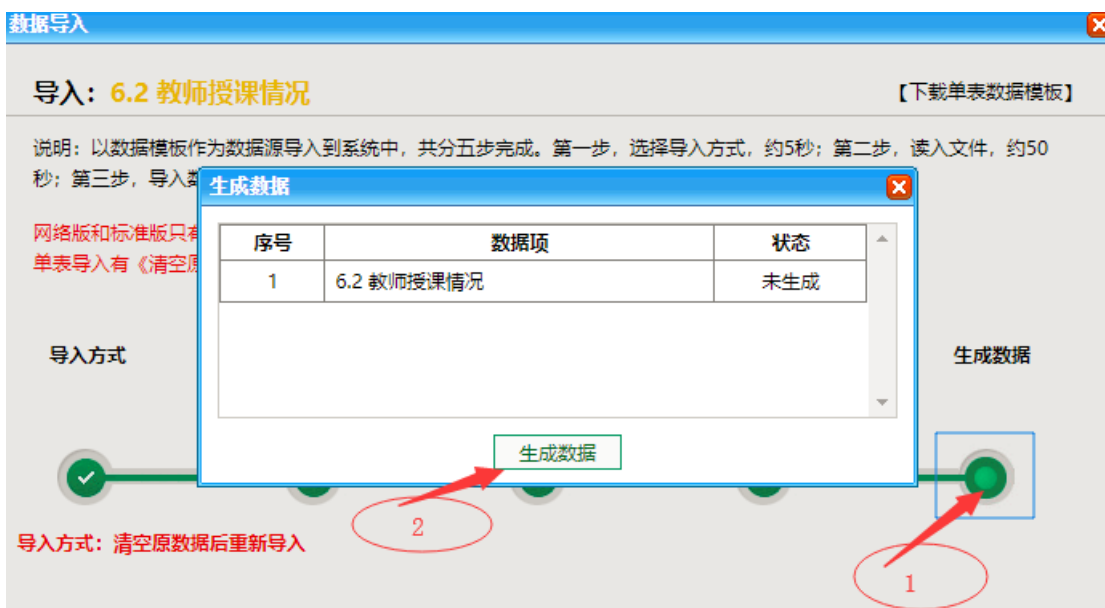 数据导入
导入：6.2 教师授课情况
【下载单表数据模板】
说明：以数据模板作为数据源导入到系统中，共分五步完成。第一步，选择导入方式，约5秒；第二步，读入文件，约50
秒；第三步，导入数
网络版和标准版只有
单表导入有《清空原
生成数据
序号 数据项 状态
1 6.2 教师授课情况 未生成
导入方式
生成数据
生成数据
2
导入方式：清空原数据后重新导入
1